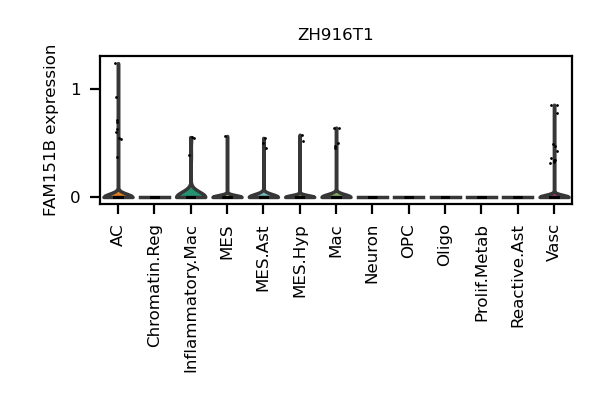 ZH916T1
FAM151B expression
1
0
AC
Chromatin.Reg
Inflammatory.Mac
MES
MES.Ast
MES.Hyp
Mac
Neuron
OPC
Oligo
Prolif.Metab
Reactive.Ast
Vasc